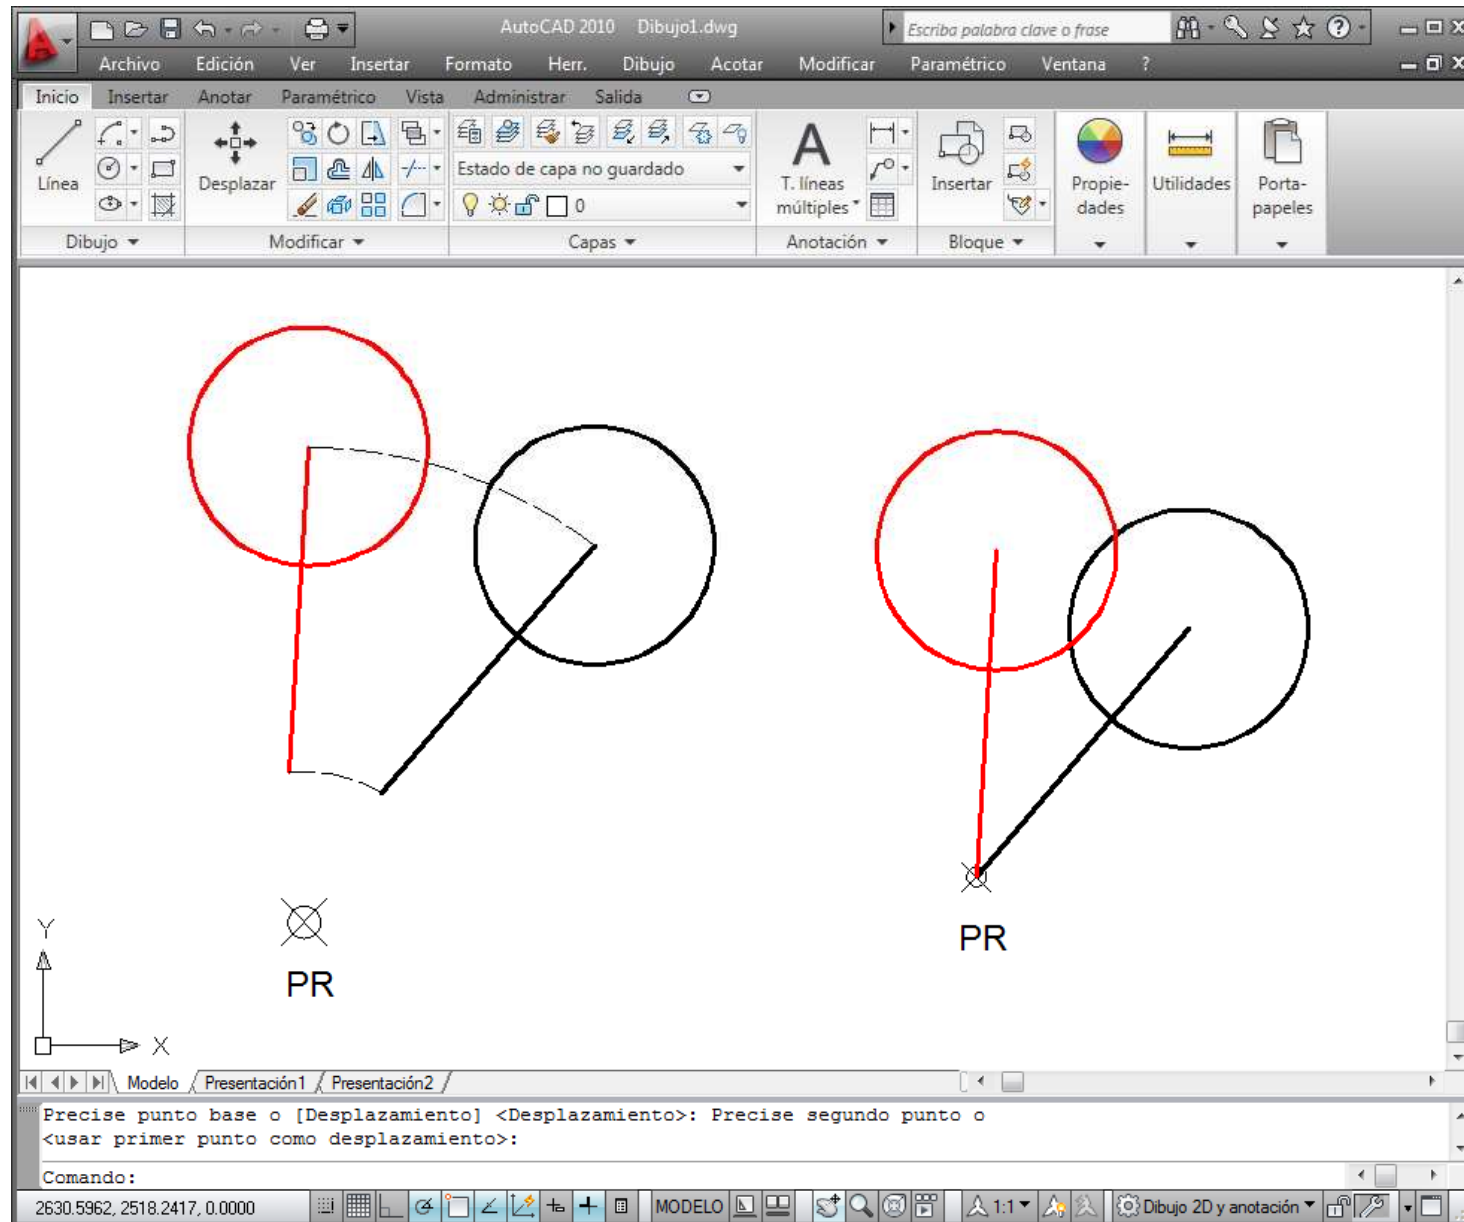 AutoCAD 2010 Dibujo1.dwg Escriba palabra clave o frase
Archivo Edición Ver Insertar Formato Herr. Dibujo Acotar Modificar Paramétrico Ventana ?
Inicio Insertar Anotar Paramétrico Vista Administrar Salida
Línea Desplazar Estado de capa no guardado A T. líneas múltiples Insertar Propie-dades Utilidades Porta-papeles
0
Dibujo Modificar Capas Anotación Bloque
PR
PR
Y
X
Modelo Presentación1 Presentación2
Precise punto base o [Desplazamiento] <Desplazamiento>: Precise segundo punto o
<usar primer punto como desplazamiento>:
Comando:
2630.5962, 2518.2417, 0.0000 MODELO 1:1 Dibujo 2D y anotación